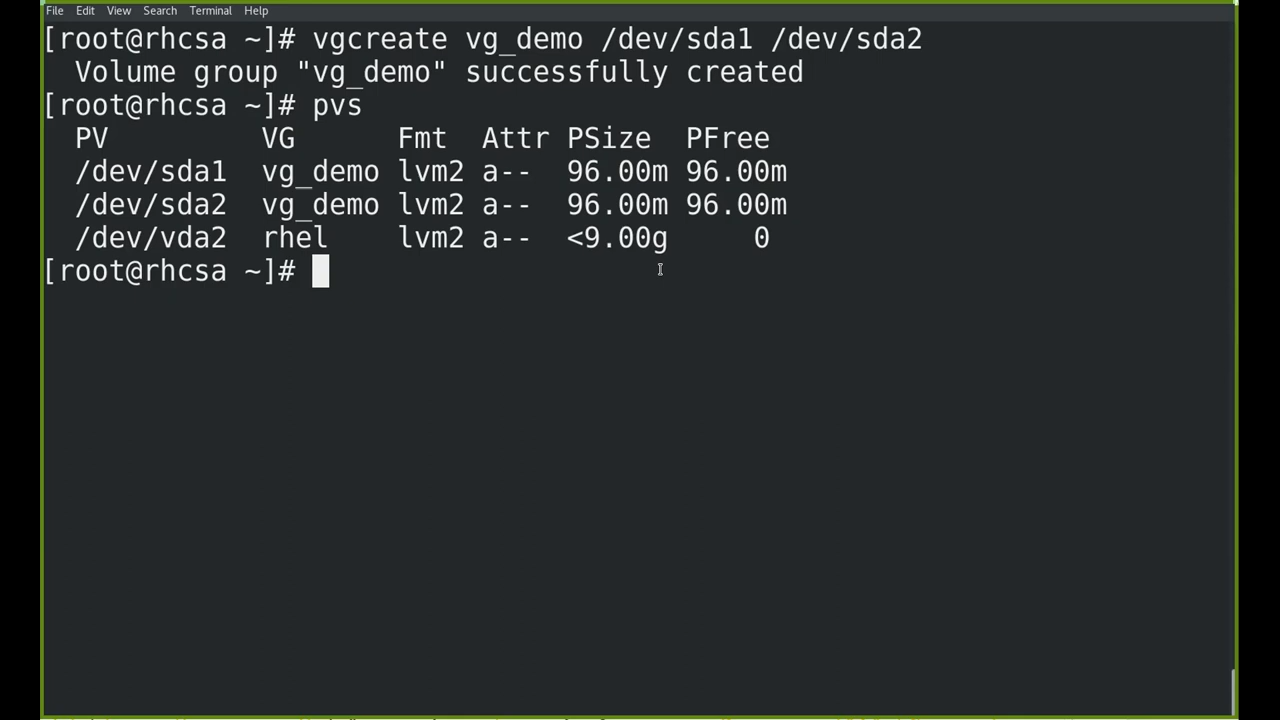 File Edit View Search Terminal Help
[root@rhcsa ~]# vgcreate vg_demo /dev/sda1 /dev/sda2
  Volume group "vg_demo" successfully created
[root@rhcsa ~]# pvs
  PV         VG      Fmt  Attr PSize  PFree
  /dev/sda1  vg_demo lvm2 a--  96.00m 96.00m
  /dev/sda2  vg_demo lvm2 a--  96.00m 96.00m
  /dev/vda2  rhel    lvm2 a--  <9.00g     0
[root@rhcsa ~]#